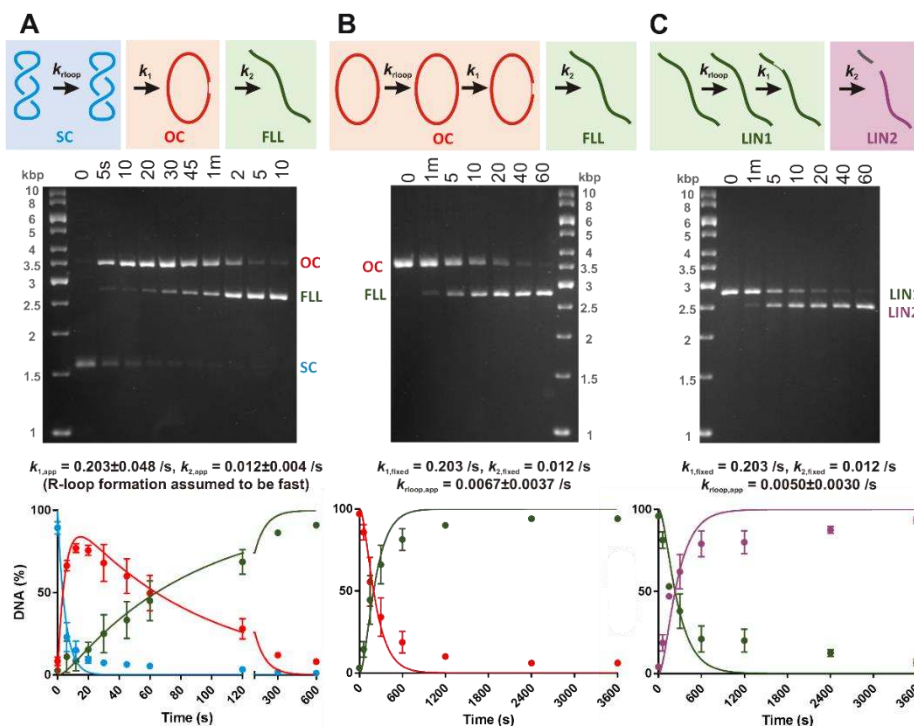 A
B
C
k rloop
k1
k2
SC
OC
FLL
k rloop
k1
k2
OC
FLL
k rloop
k1
k2
LIN1
LIN2
kbp
0 5s 10 20 30 45 1m 2 5 10
10
8
6
5
4
3.5
3
2.5
2
1.5
1
OC
FLL
SC
0 1m 5 10 20 40 60
kbp
OC
FLL
10
8
6
5
4
3.5
3
2.5
2
1.5
1
kbp
0 1m 5 10 20 40 60
10
8
6
5
4
3.5
3
2.5
2
1.5
1
LIN1
LIN2
k1,app = 0.203±0.048 /s, k2,app = 0.012±0.004 /s
(R-loop formation assumed to be fast)
k1,fixed = 0.203 /s, k2,fixed = 0.012 /s
krloop,app = 0.0067±0.0037 /s
k1,fixed = 0.203 /s, k2,fixed = 0.012 /s
krloop,app = 0.0050±0.0030 /s
DNA (%)
100
50
0
0 20 40 60 80 100 120 300 600
Time (s)
100
50
0
0 600 1200 1800 2400 3000 3600
Time (s)
100
50
0
0 600 1200 1800 2400 3000 3600
Time (s)